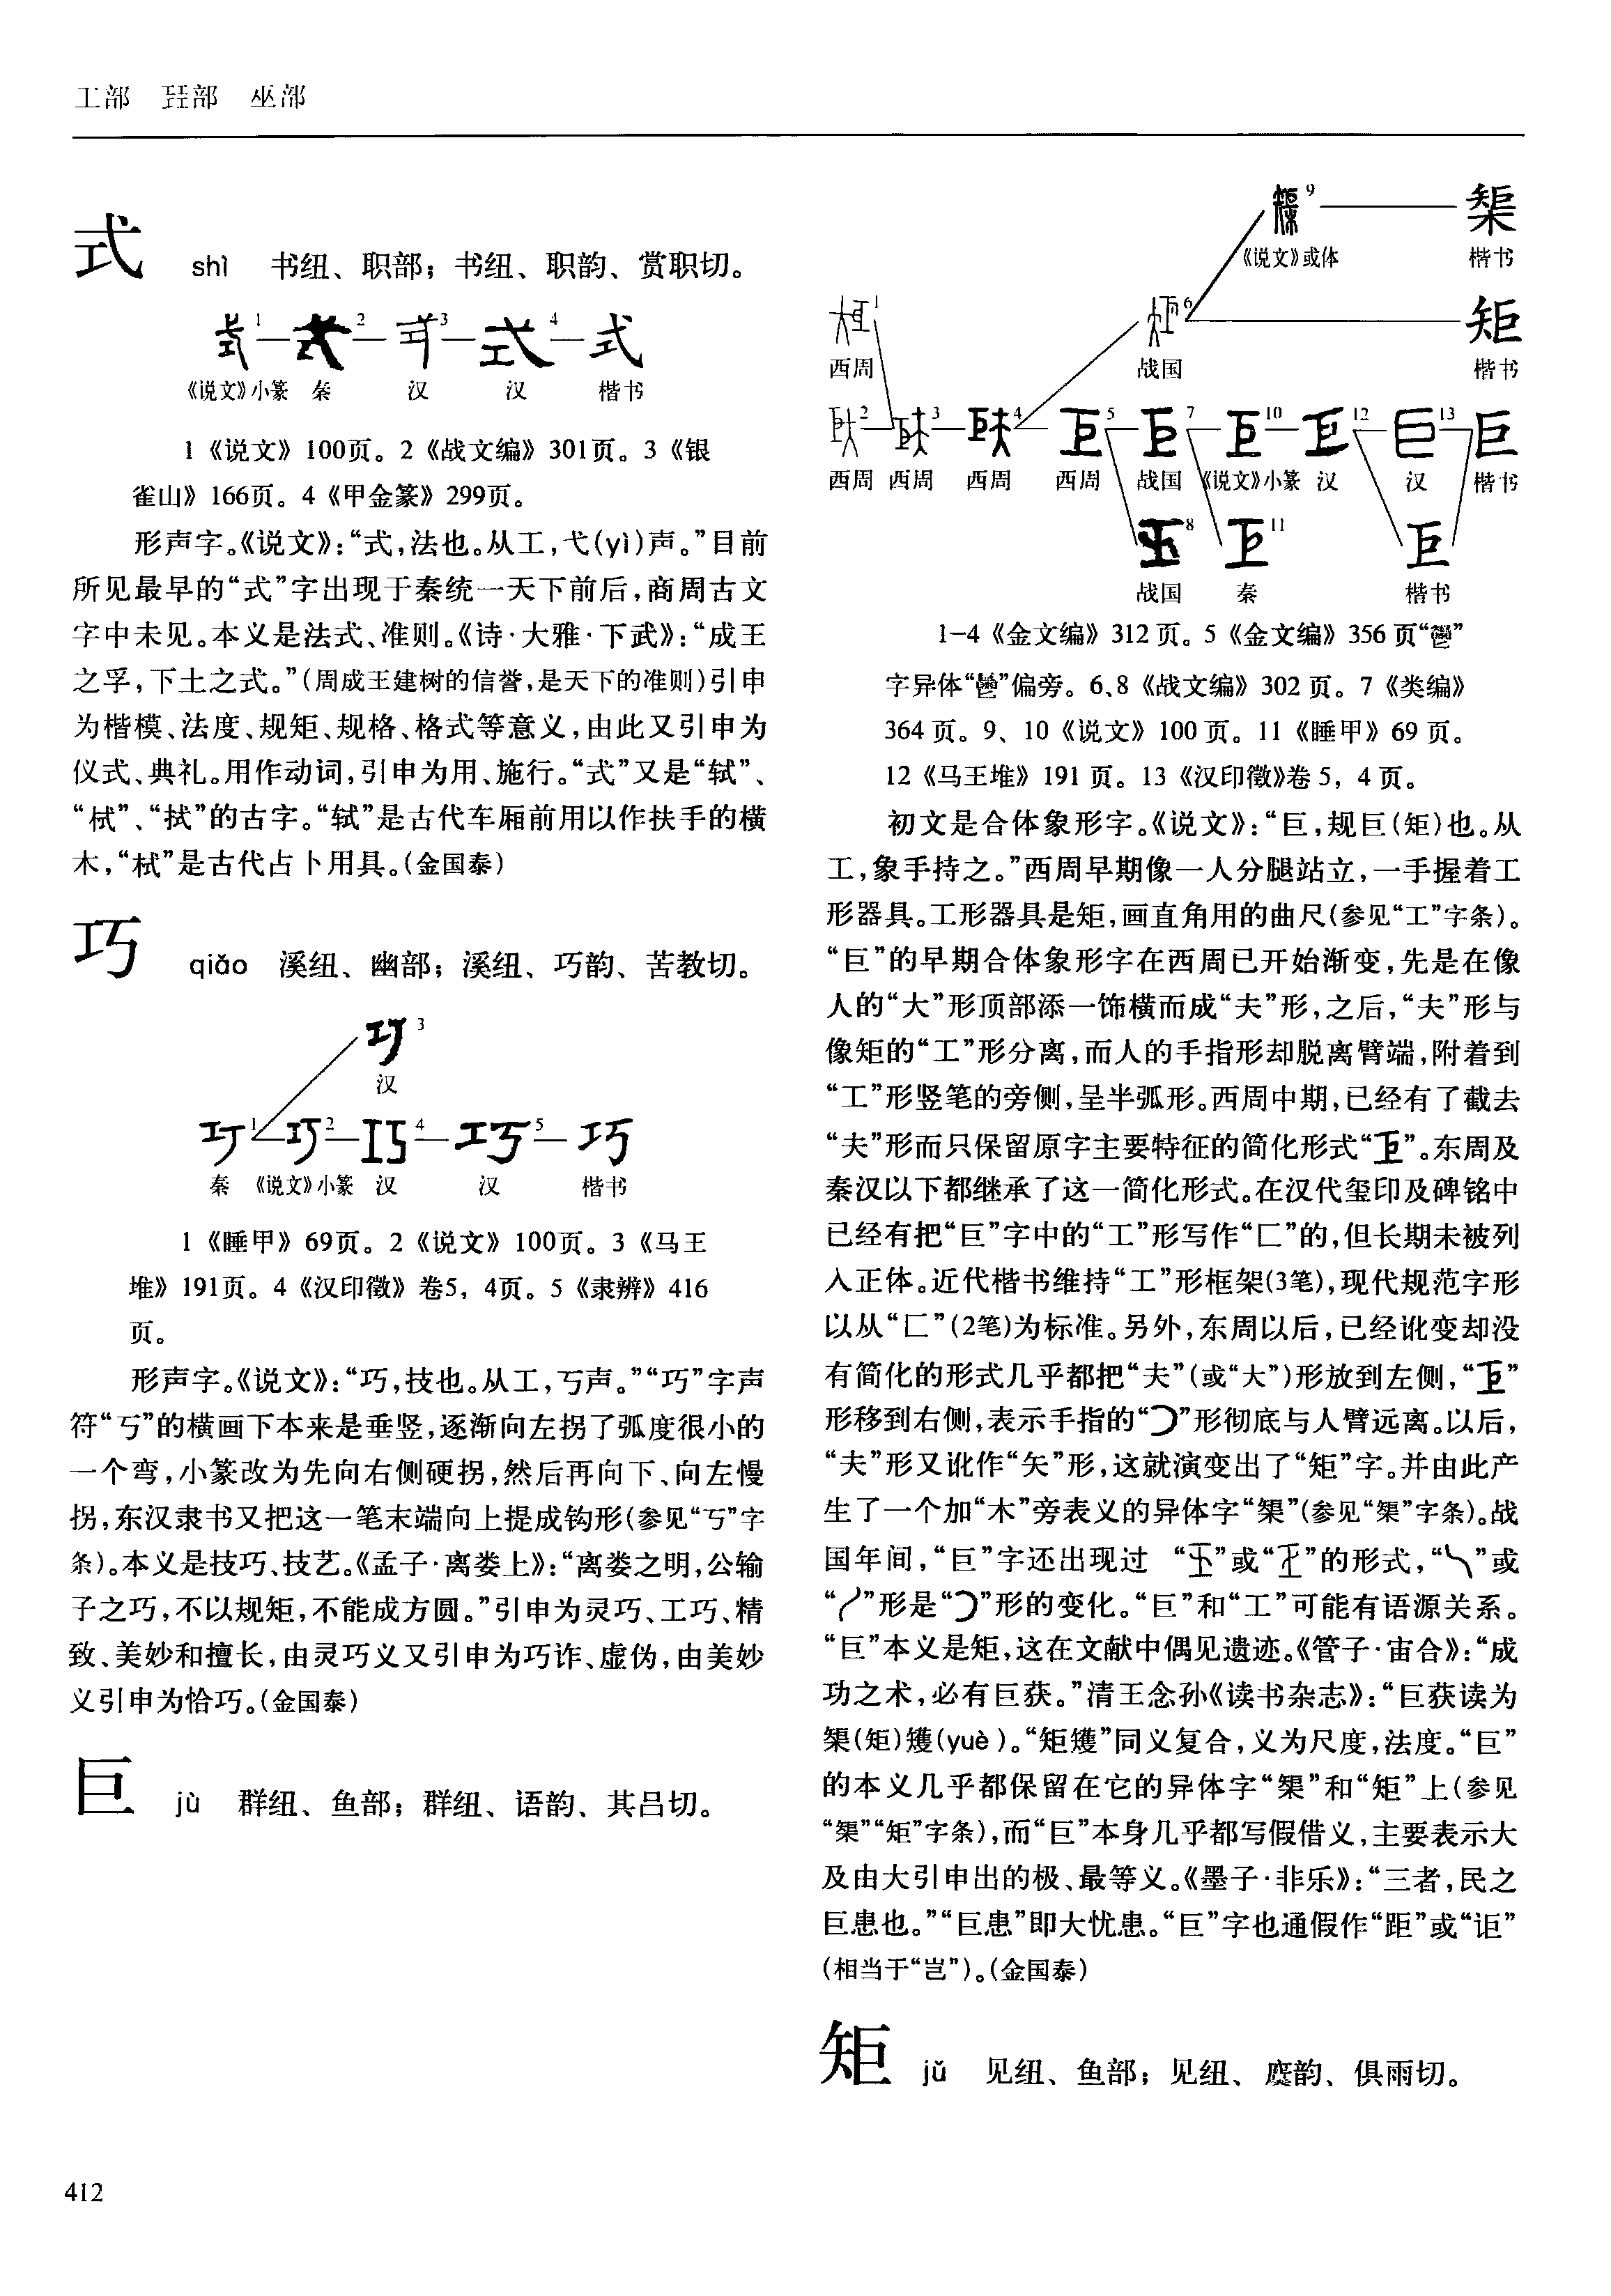 工部　㠭部　巫部
式　shì　书纽、职部；书纽、职韵、赏职切。
1 2 3 4 式
《说文》小篆　秦　汉　汉　楷书
1《说文》100页。2《战文编》301页。3《银
雀山》166页。4《甲金篆》299页。
形声字。《说文》：“式，法也。从工，弋(yì)声。”目前
所见最早的“式”字出现于秦统一天下前后，商周古文
字中未见。本义是法式、准则。《诗·大雅·下武》：“成王
之孚，下土之式。”（周成王建树的信誉，是天下的准则）引申
为楷模、法度、规矩、规格、格式等意义，由此又引申为
仪式、典礼。用作动词，引申为用、施行。“式”又是“轼”、
“栻”、“拭”的古字。“轼”是古代车厢前用以作扶手的横
木，“栻”是古代占卜用具。（金国泰）
巧　qiǎo　溪纽、幽部；溪纽、巧韵、苦教切。
3
汉
1 2 4 5 巧
秦　《说文》小篆　汉　汉　楷书
1《睡甲》69页。2《说文》100页。3《马王
堆》191页。4《汉印徵》卷5，4页。5《隶辨》416
页。
形声字。《说文》：“巧，技也。从工，丂声。”“巧”字声
符“丂”的横画下本来是垂竖，逐渐向左拐了弧度很小的
一个弯，小篆改为先向右侧硬拐，然后再向下、向左慢
拐，东汉隶书又把这一笔末端向上提成钩形（参见“丂”字
条）。本义是技巧、技艺。《孟子·离娄上》：“离娄之明，公输
子之巧，不以规矩，不能成方圆。”引申为灵巧、工巧、精
致、美妙和擅长，由灵巧义又引申为巧诈、虚伪，由美妙
义引申为恰巧。（金国泰）
巨　jù　群纽、鱼部；群纽、语韵、其吕切。
9 榘
《说文》或体　楷书
1 6 矩
西周　战国　楷书
2 3 4 5 7 10 12 13 巨
西周　西周　西周　西周　战国　《说文》小篆　汉　汉　楷书
8 11
战国　秦　楷书
1-4《金文编》312页。5《金文编》356页“”
字异体“”偏旁。6、8《战文编》302页。7《类编》
364页。9、10《说文》100页。11《睡甲》69页。
12《马王堆》191页。13《汉印徵》卷5，4页。
初文是合体象形字。《说文》：“巨，规巨（矩）也。从
工，象手持之。”西周早期像一人分腿站立，一手握着工
形器具。工形器具是矩，画直角用的曲尺（参见“工”字条）。
“巨”的早期合体象形字在西周已开始渐变，先是在像
人的“大”形顶部添一饰横而成“夫”形，之后，“夫”形与
像矩的“工”形分离，而人的手指形却脱离臂端，附着到
“工”形竖笔的旁侧，呈半弧形。西周中期，已经有了截去
“夫”形而只保留原字主要特征的简化形式“”。东周及
秦汉以下都继承了这一简化形式。在汉代玺印及碑铭中
已经有把“巨”字中的“工”形写作“匚”的，但长期未被列
入正体。近代楷书维持“工”形框架（3笔），现代规范字形
以从“匚”（2笔）为标准。另外，东周以后，已经讹变却没
有简化的形式几乎都把“夫”（或“大”）形放到左侧，“”
形移到右侧，表示手指的“”形彻底与人臂远离。以后，
“夫”形又讹作“矢”形，这就演变出了“矩”字。并由此产
生了一个加“木”旁表义的异体字“榘”（参见“榘”字条）。战
国年间，“巨”字还出现过　“”或“”的形式，“”或
“”形是“”形的变化。“巨”和“工”可能有语源关系。
“巨”本义是矩，这在文献中偶见遗迹。《管子·宙合》：“成
功之术，必有巨获。”清王念孙《读书杂志》：“巨获读为
榘（矩）矱(yuè)。“矩矱”同义复合，义为尺度，法度。“巨”
的本义几乎都保留在它的异体字“榘”和“矩”上（参见
“榘”“矩”字条），而“巨”本身几乎都写假借义，主要表示大
及由大引申出的极、最等义。《墨子·非乐》：“三者，民之
巨患也。”“巨患”即大忧患。“巨”字也通假作“距”或“讵”
（相当于“岂”）。（金国泰）
矩　jǔ　见纽、鱼部；见纽、麌韵、俱雨切。
412